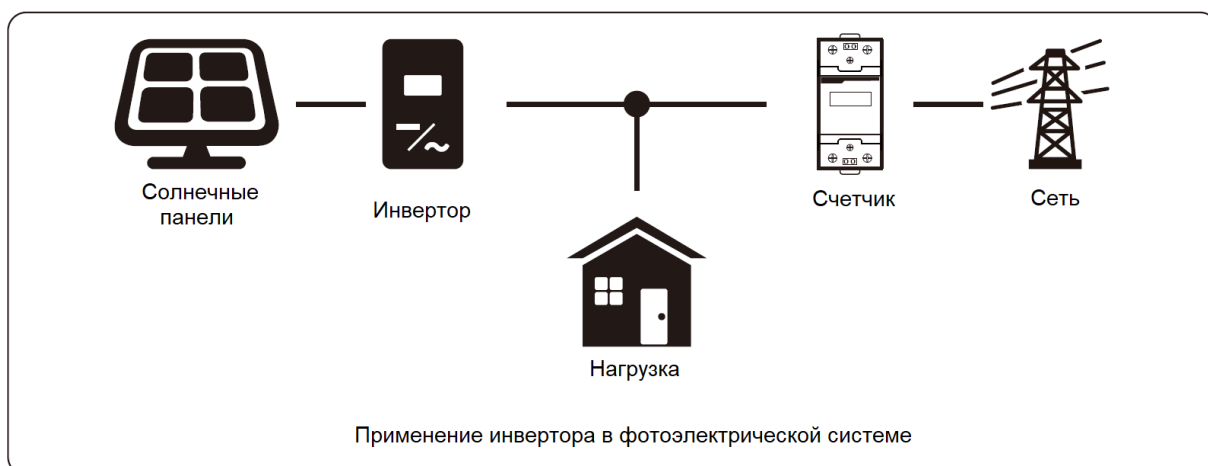 Солнечные
панели
Инвертор
Счетчик
Сеть
Нагрузка
Применение инвертора в фотоэлектрической системе